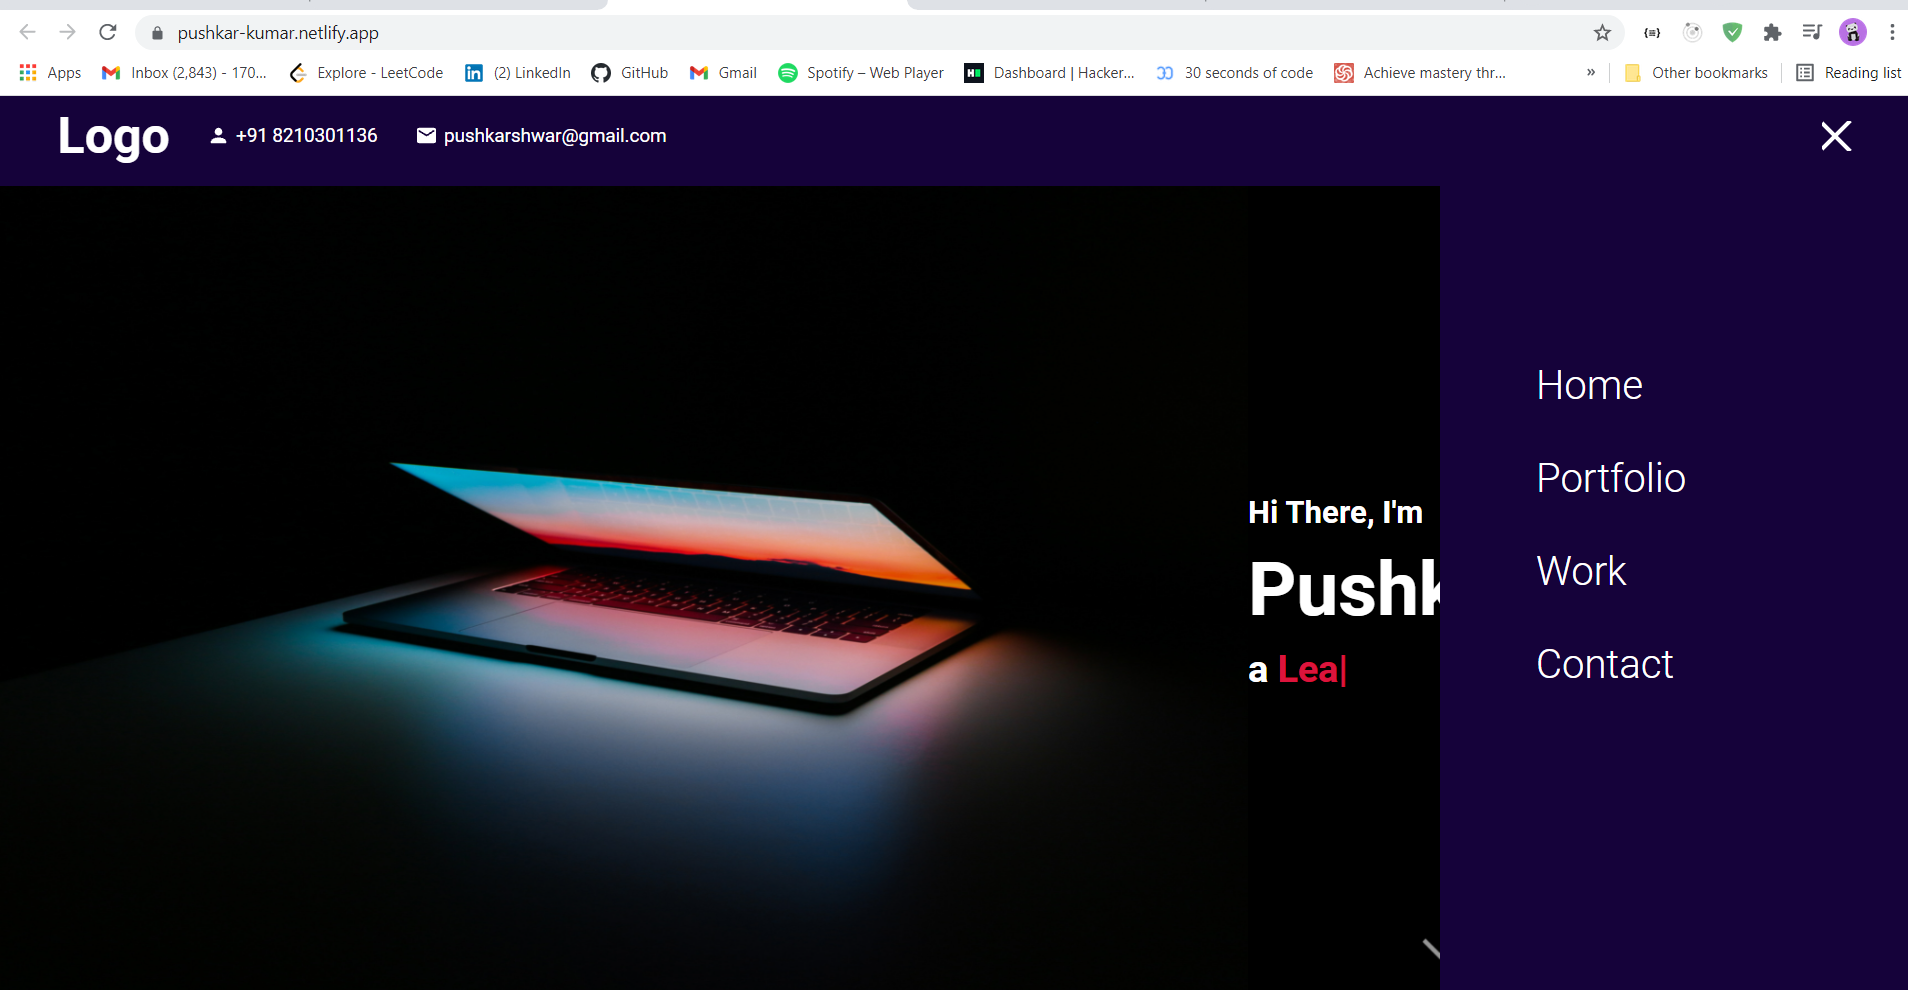 pushkar-kumar.netlify.app
Apps Inbox (2,843) - 170... Explore - LeetCode (2) LinkedIn GitHub Gmail Spotify – Web Player Dashboard | Hacker... 30 seconds of code Achieve mastery thr... » Other bookmarks Reading list
Logo +91 8210301136 pushkarshwar@gmail.com
Home
Portfolio
Work
Contact
Hi There, I'm
Pushk
a Lea|